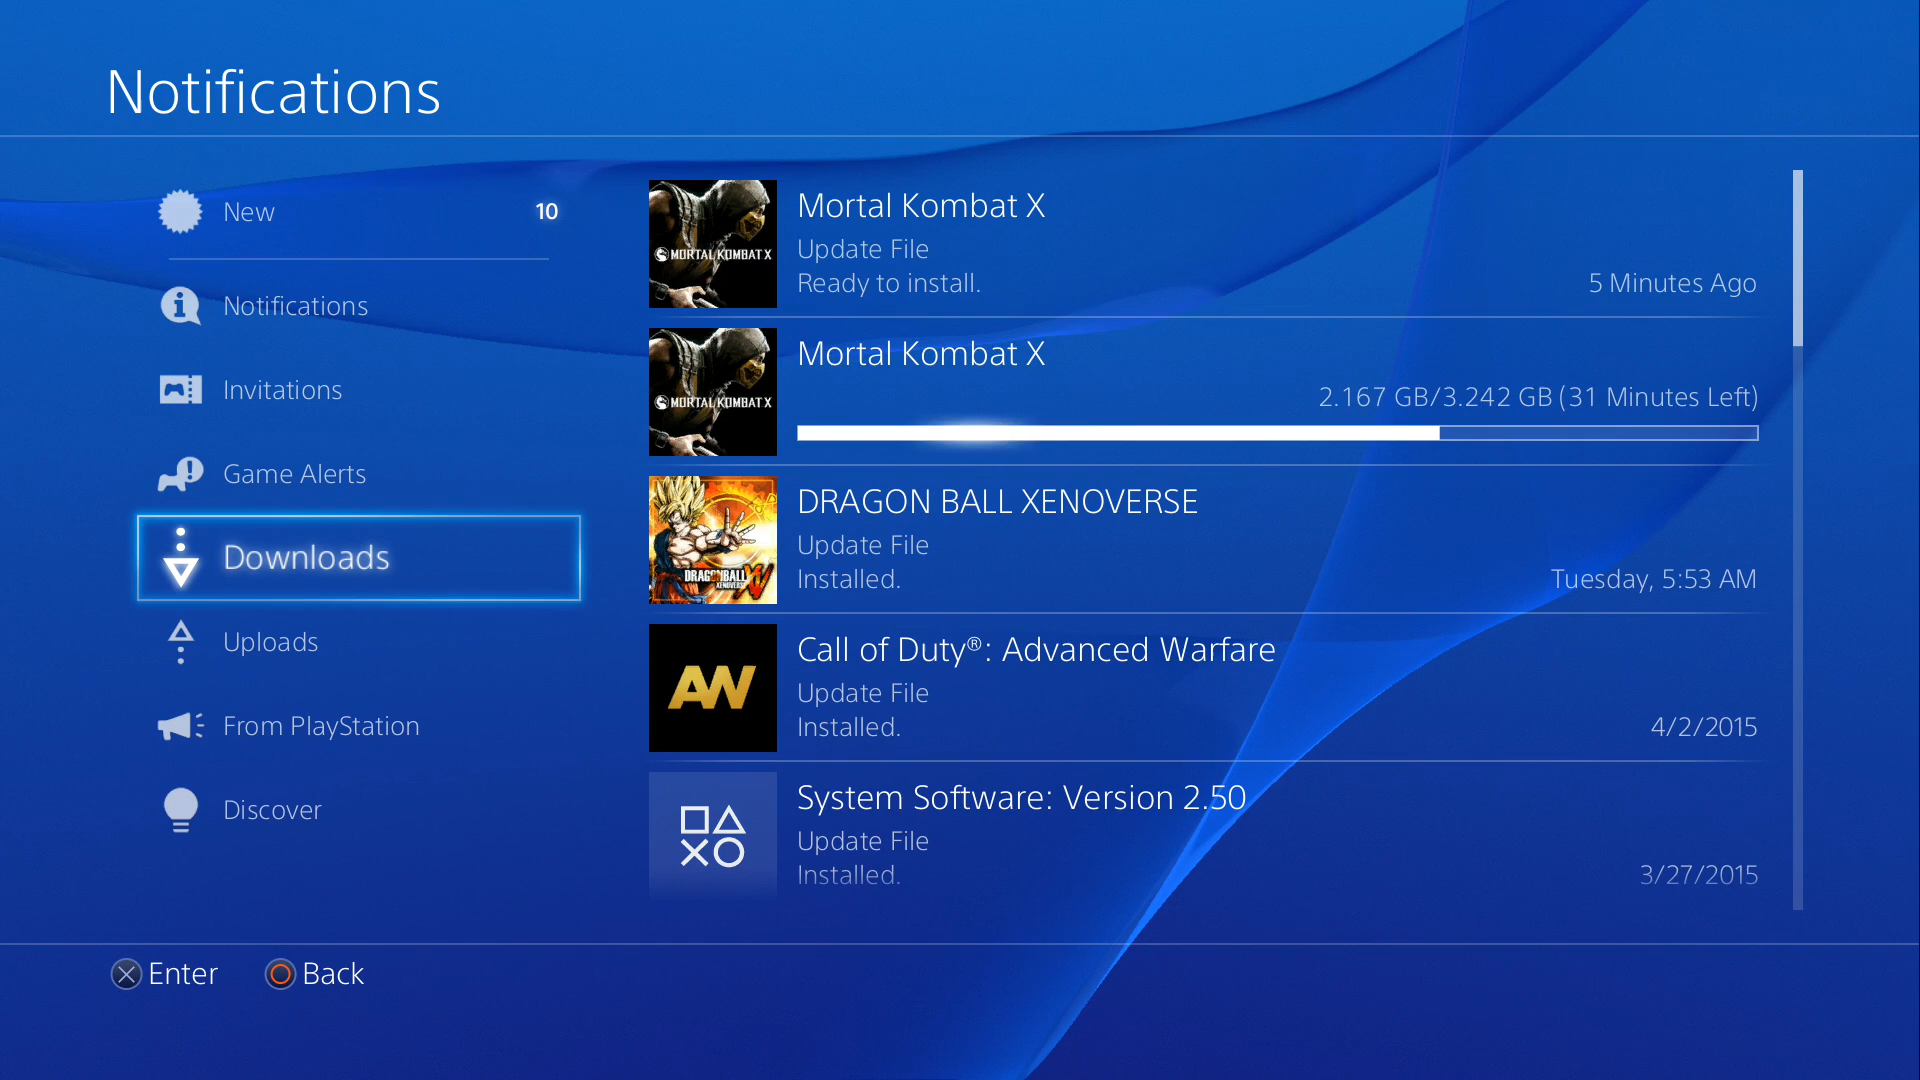 Notifications
New 10
Notifications
Invitations
Game Alerts
Downloads
Uploads
From PlayStation
Discover
MORTAL KOMBAT X
Mortal Kombat X
Update File
Ready to install.
5 Minutes Ago
MORTAL KOMBAT X
Mortal Kombat X
2.167 GB/3.242 GB (31 Minutes Left)
DRAGONBALL XV
XENOVERSE
DRAGON BALL XENOVERSE
Update File
Installed.
Tuesday, 5:53 AM
AW
Call of Duty®: Advanced Warfare
Update File
Installed.
4/2/2015
System Software: Version 2.50
Update File
Installed.
3/27/2015
Enter
Back